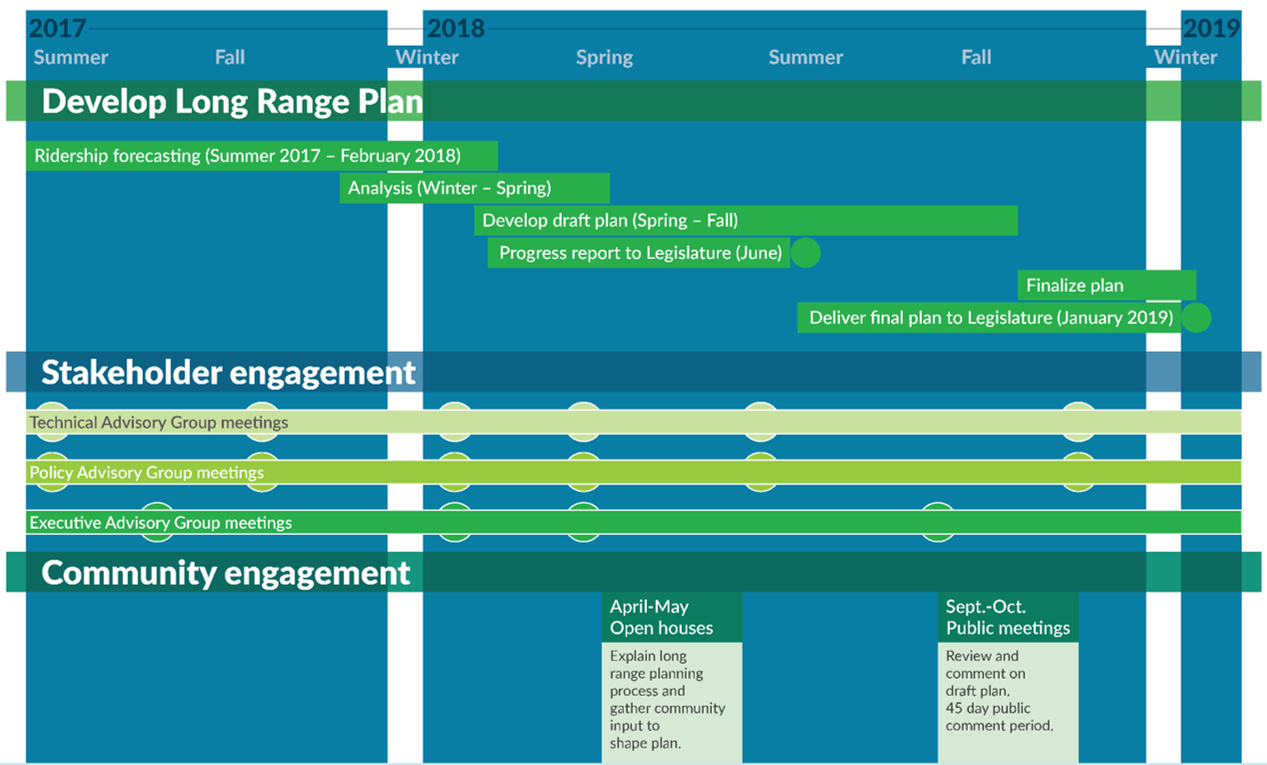 2017 2018 2019
Summer Fall Winter Spring Summer Fall Winter
Develop Long Range Plan
Ridership forecasting (Summer 2017 – February 2018)
Analysis (Winter – Spring)
Develop draft plan (Spring – Fall)
Progress report to Legislature (June)
Finalize plan
Deliver final plan to Legislature (January 2019)
Stakeholder engagement
Technical Advisory Group meetings
Policy Advisory Group meetings
Executive Advisory Group meetings
Community engagement
April-May
Open houses
Explain long
range planning
process and
gather community
input to
shape plan.
Sept.-Oct.
Public meetings
Review and
comment on
draft plan.
45 day public
comment period.